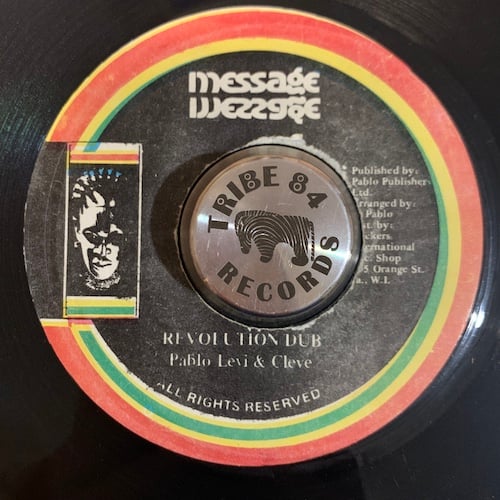 message
message
TRIBE 84
RECORDS
Published by:
Pablo Publishers
Ltd.
Arranged by:
Pablo
by:
International
Shop
Orange St.
W.I.
REVOLUTION DUB
Pablo Levi & Cleve
ALL RIGHTS RESERVED